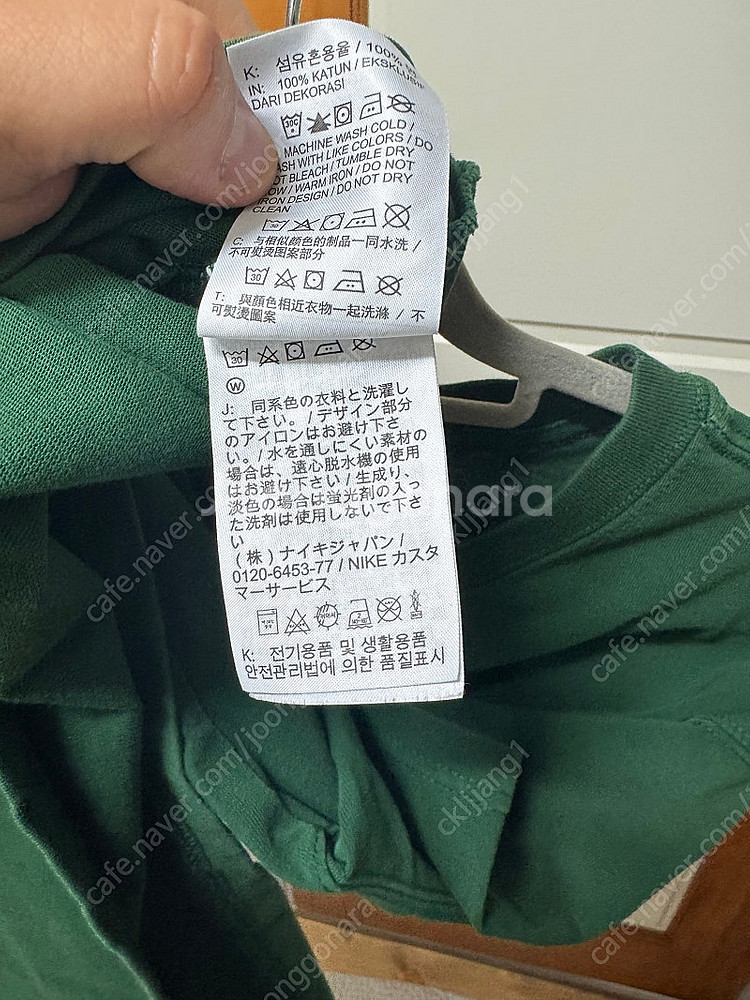 K: 섬유혼용율 / 100%
IN: 100% KATUN / EKSKLUSIF
DARI DEKORASI
30C
MACHINE WASH COLD /
WASH WITH LIKE COLORS / DO
NOT BLEACH / TUMBLE DRY
LOW / WARM IRON / DO NOT
IRON DESIGN / DO NOT DRY
CLEAN
C: 与相似颜色的制品一同水洗 /
不可熨烫图案部分
30
T: 與顏色相近衣物一起洗滌 / 不
可熨燙圖案
30
W
J: 同系色の衣料と洗濯し
て下さい。/ デザイン部分
のアイロンはお避け下さ
い。/ 水を通しにくい素材の
場合は、遠心脱水機の使用
はお避け下さい / 生成り、
淡色の場合は蛍光剤の入っ
た洗剤は使用しないで下さ
い
(株) ナイキジャパン /
0120-6453-77 / NIKE カスタ
マーサービス
K: 전기용품 및 생활용품
안전관리법에 의한 품질표시
cafe.naver.com/joonggonara
ckljjang1